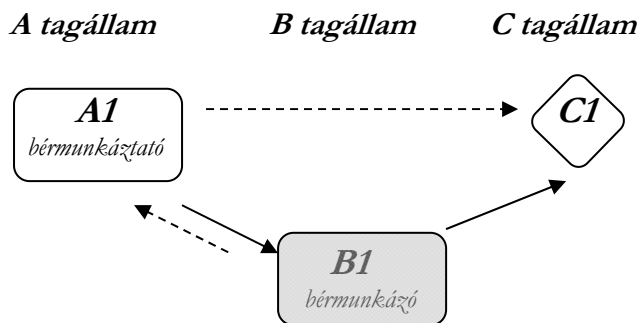 A tagállam B tagállam C tagállam
A1
bérmunkáztató
C1
B1
bérmunkázó